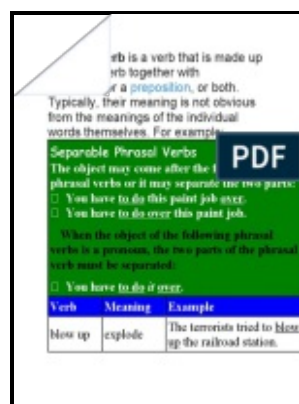 rb is a verb that is made up
erb together with
r a preposition, or both.
Typically, their meaning is not obvious
from the meanings of the individual
words themselves. For example:
Separable Phrasal Verbs
PDF
The object may come after the
phrasal verbs or it may separate the two parts:
You have to do this paint job over.
You have to do over this paint job.
When the object of the following phrasal
verbs is a pronoun, the two parts of the phrasal
verb must be separated:
You have to do it over.
Verb Meaning Example
blow up explode The terrorists tried to blow
up the railroad station.